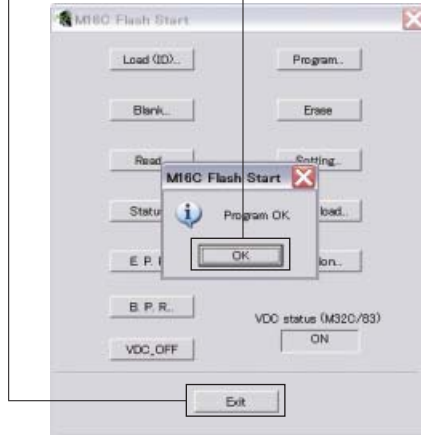 M16C Flash Start
Load (ID)...
Program...
Blank...
Erase
Read
Setting...
M16C Flash Start
Statu
load...
Program OK
OK
E. P.
ion...
B. P. R...
VDC status (M32C/83)
ON
VDC_OFF
Exit